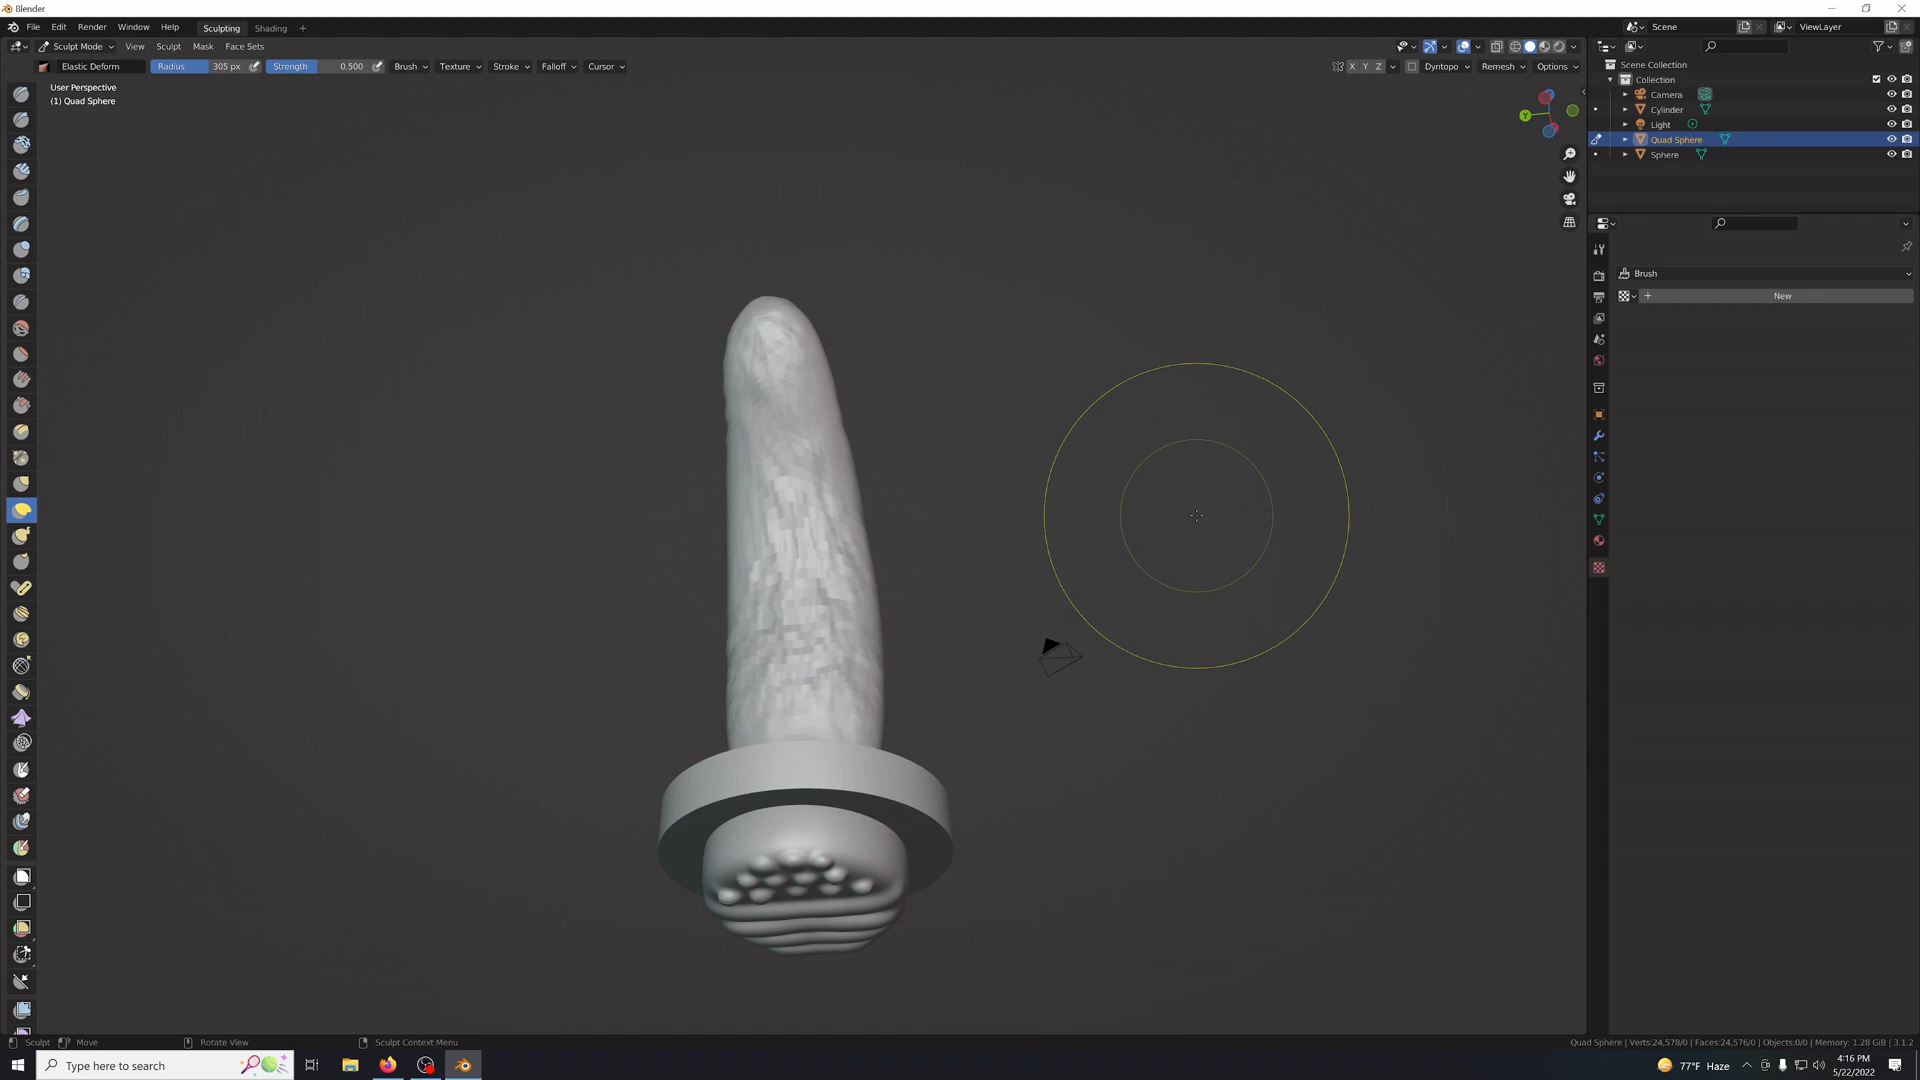 Blender
File Edit Render Window Help Sculpting Shading + Scene ViewLayer
Sculpt Mode View Sculpt Mask Face Sets
Elastic Deform Radius 305 px Strength 0.500 Brush Texture Stroke Falloff Cursor X Y Z Dyntopo Remesh Options
User Perspective
(1) Quad Sphere
Y
Scene Collection
Collection
Camera
Cylinder
Light
Quad Sphere
Sphere
Brush
+ New
Sculpt Move Rotate View Sculpt Context Menu
Quad Sphere | Verts:24,578/0 | Faces:24,576/0 | Objects:0/0 | Memory: 1.28 GiB | 3.1.2
Type here to search
77°F Haze
4:16 PM
5/22/2022